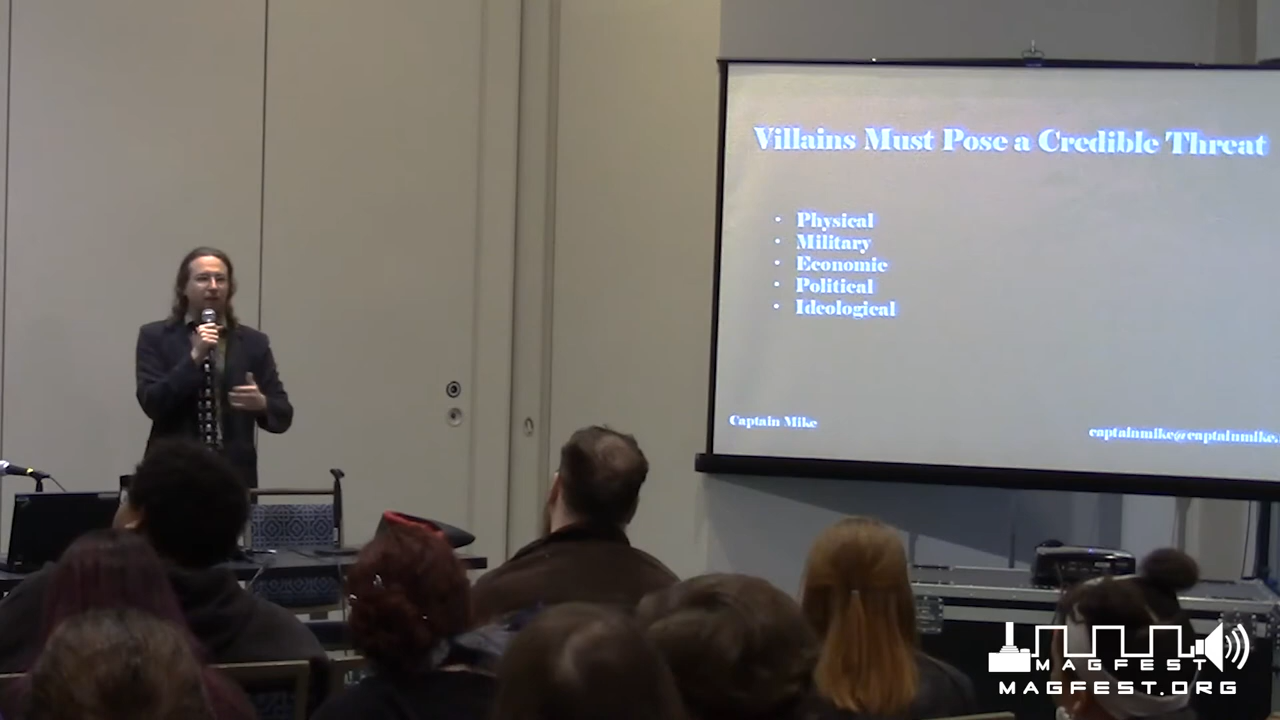 Villains Must Pose a Credible Threat
• Physical
• Military
• Economic
• Political
• Ideological
Captain Mike
captainmike@captainmike.
MAGFEST
MAGFEST.ORG